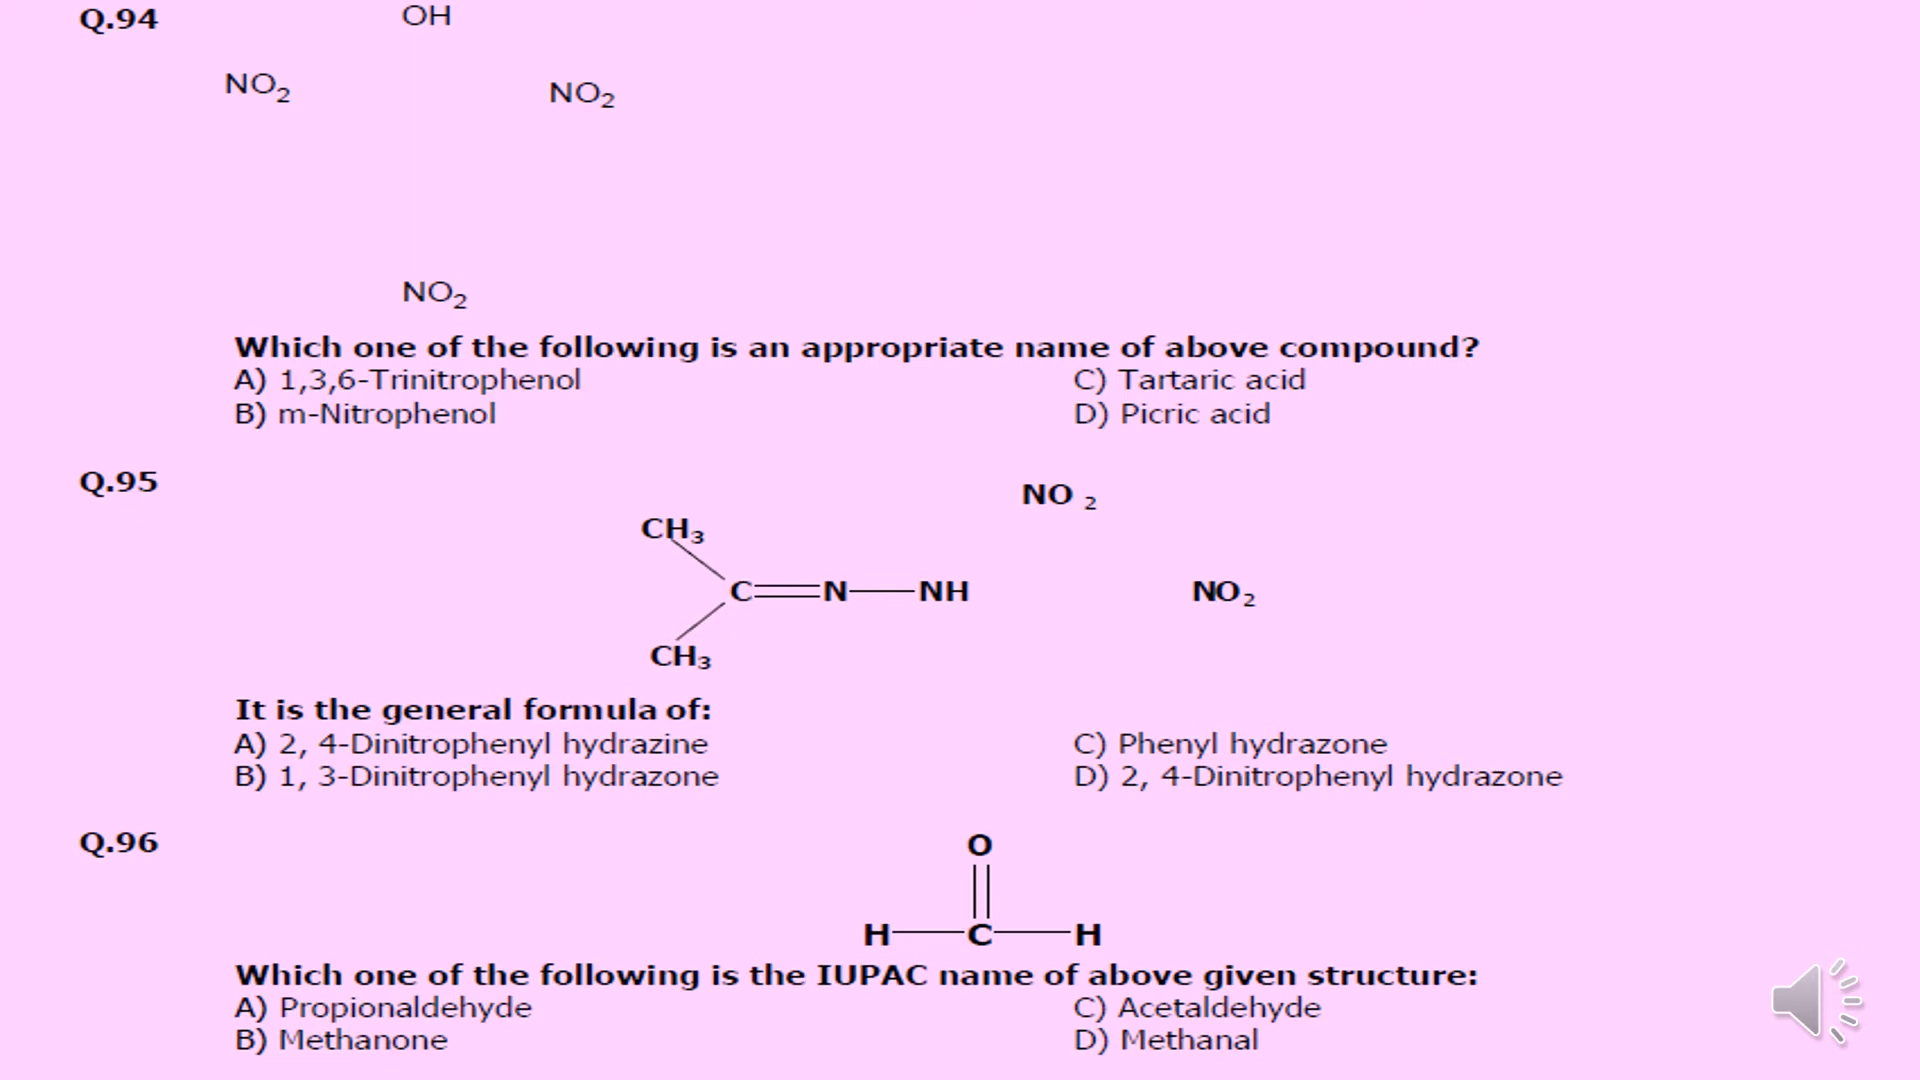 Q.94
OH
NO2
NO2
NO2
Which one of the following is an appropriate name of above compound?
A) 1,3,6-Trinitrophenol
C) Tartaric acid
B) m-Nitrophenol
D) Picric acid
Q.95
NO 2
CH3
C N NH
NO2
CH3
It is the general formula of:
A) 2, 4-Dinitrophenyl hydrazine
C) Phenyl hydrazone
B) 1, 3-Dinitrophenyl hydrazone
D) 2, 4-Dinitrophenyl hydrazone
Q.96
O
H C H
Which one of the following is the IUPAC name of above given structure:
A) Propionaldehyde
C) Acetaldehyde
B) Methanone
D) Methanal